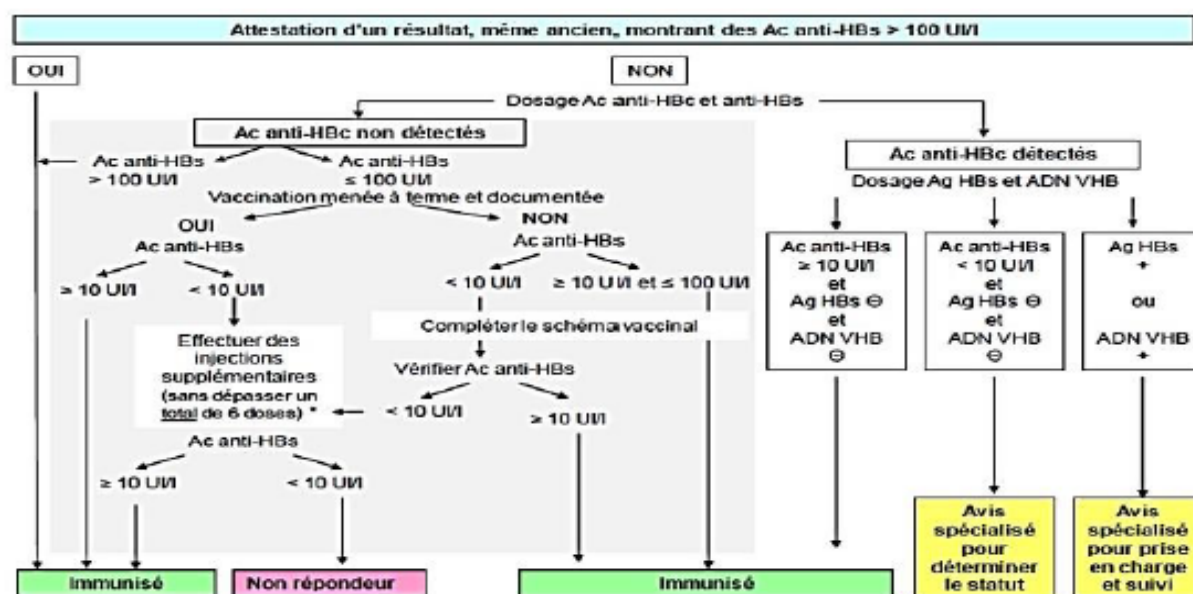 Attestation d'un résultat, même ancien, montrant des Ac anti-HBs > 100 UI/l
OUI
NON
Dosage Ac anti-HBc et anti-HBs
Ac anti-HBc non détectés
Ac anti-HBs
> 100 UI/l
Ac anti-HBs
≤ 100 UI/l
Vaccination menée à terme et documentée
OUI
Ac anti-HBs
≥ 10 UI/l
< 10 UI/l
Effectuer des
injections
supplémentaires
(sans dépasser un
total de 6 doses) *
Ac anti-HBs
≥ 10 UI/l
< 10 UI/l
NON
Ac anti-HBs
< 10 UI/l
≥ 10 UI/l et ≤ 100 UI/l
Compléter le schéma vaccinal
Vérifier Ac anti-HBs
< 10 UI/l
≥ 10 UI/l
Ac anti-HBc détectés
Dosage Ag HBs et ADN VHB
Ac anti-HBs
≥ 10 UI/l
et
Ag HBs ⊖
et
ADN VHB
⊖
Ac anti-HBs
< 10 UI/l
et
Ag HBs ⊖
et
ADN VHB
⊖
Ag HBs
+
ou
ADN VHB
+
Immunisé
Non répondeur
Immunisé
Avis
spécialisé
pour
déterminer
le statut
Avis
spécialisé
pour prise
en charge
et suivi